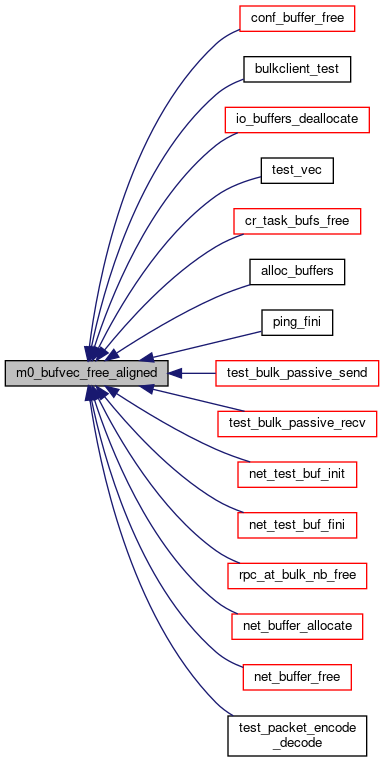 conf_buffer_free
bulkclient_test
io_buffers_deallocate
test_vec
cr_task_bufs_free
alloc_buffers
ping_fini
m0_bufvec_free_aligned
test_bulk_passive_send
test_bulk_passive_recv
net_test_buf_init
net_test_buf_fini
rpc_at_bulk_nb_free
net_buffer_allocate
net_buffer_free
test_packet_encode
_decode